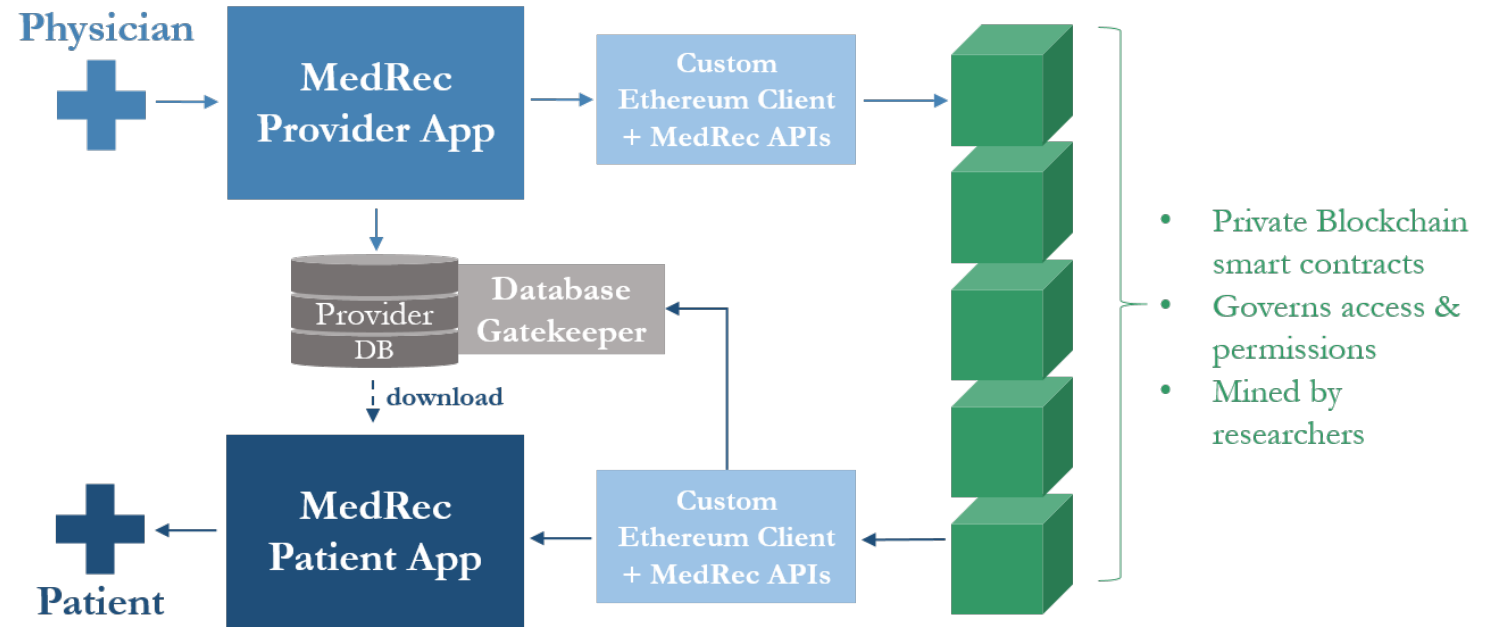 Physician
MedRec
Provider App
Custom
Ethereum Client
+ MedRec APIs
Provider
DB
Database
Gatekeeper
download
MedRec
Patient App
Custom
Ethereum Client
+ MedRec APIs
Patient
• Private Blockchain
smart contracts
• Governs access &
permissions
• Mined by
researchers